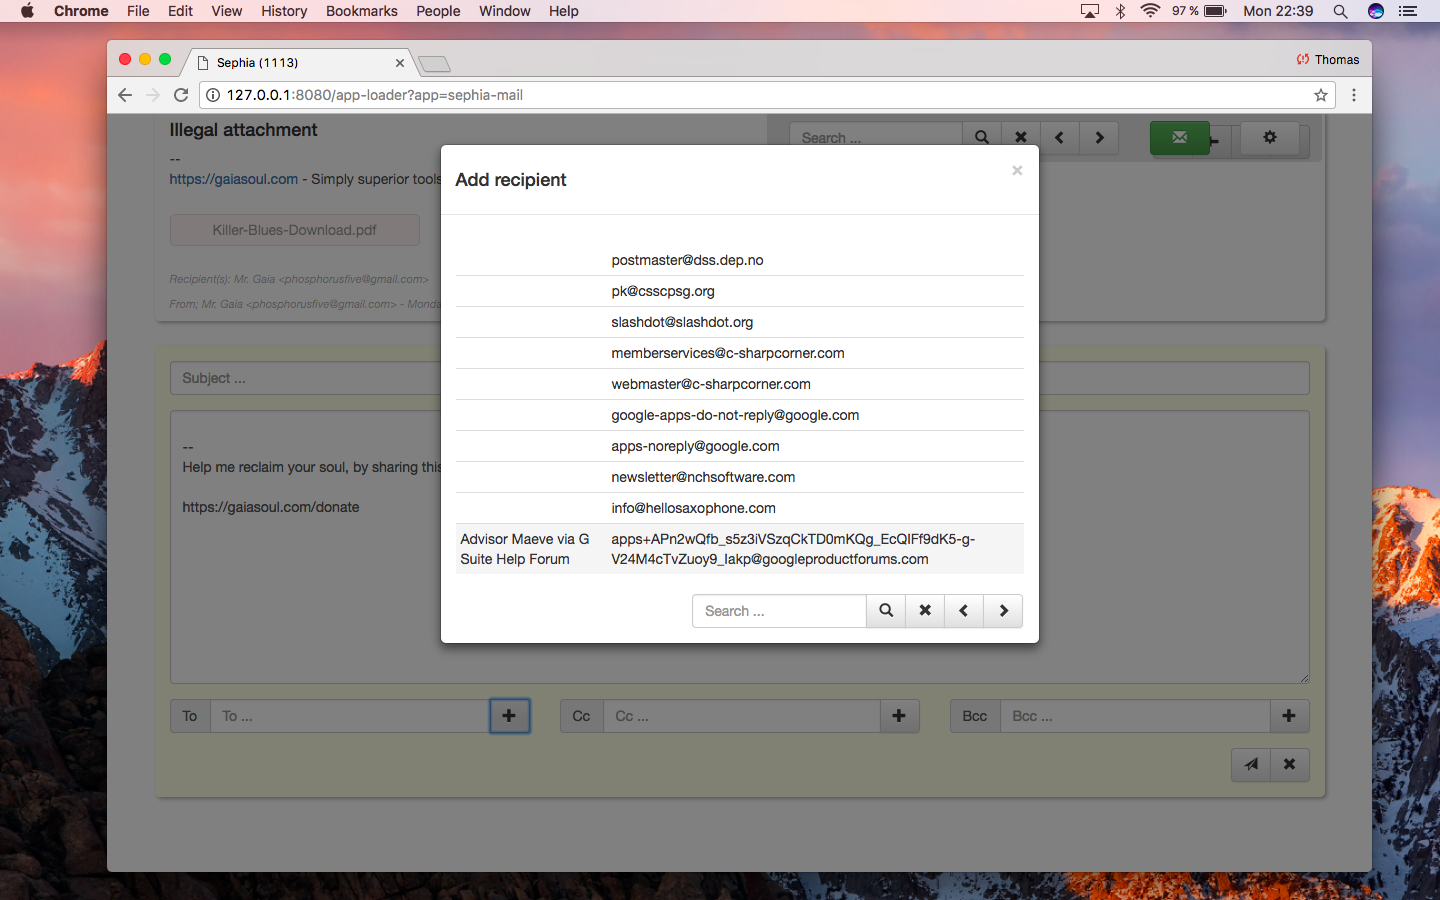 Chrome File Edit View History Bookmarks People Window Help 97 % Mon 22:39
Sephia (1113) Thomas
127.0.0.1:8080/app-loader?app=sephia-mail
Illegal attachment
Search ...
--
https://gaiasoul.com - Simply superior tools
Killer-Blues-Download.pdf
Recipient(s): Mr. Gaia <phosphorusfive@gmail.com>
From; Mr. Gaia <phosphorusfive@gmail.com> - Monda
Subject ...
--
Help me reclaim your soul, by sharing this
https://gaiasoul.com/donate
Add recipient
×
postmaster@dss.dep.no
pk@csscpsg.org
slashdot@slashdot.org
memberservices@c-sharpcorner.com
webmaster@c-sharpcorner.com
google-apps-do-not-reply@google.com
apps-noreply@google.com
newsletter@nchsoftware.com
info@hellosaxophone.com
Advisor Maeve via G
Suite Help Forum
apps+APn2wQfb_s5z3iVSzqCkTD0mKQg_EcQIFf9dK5-g-
V24M4cTvZuoy9_lakp@googleproductforums.com
Search ...
To To ... Cc Cc ... Bcc Bcc ...